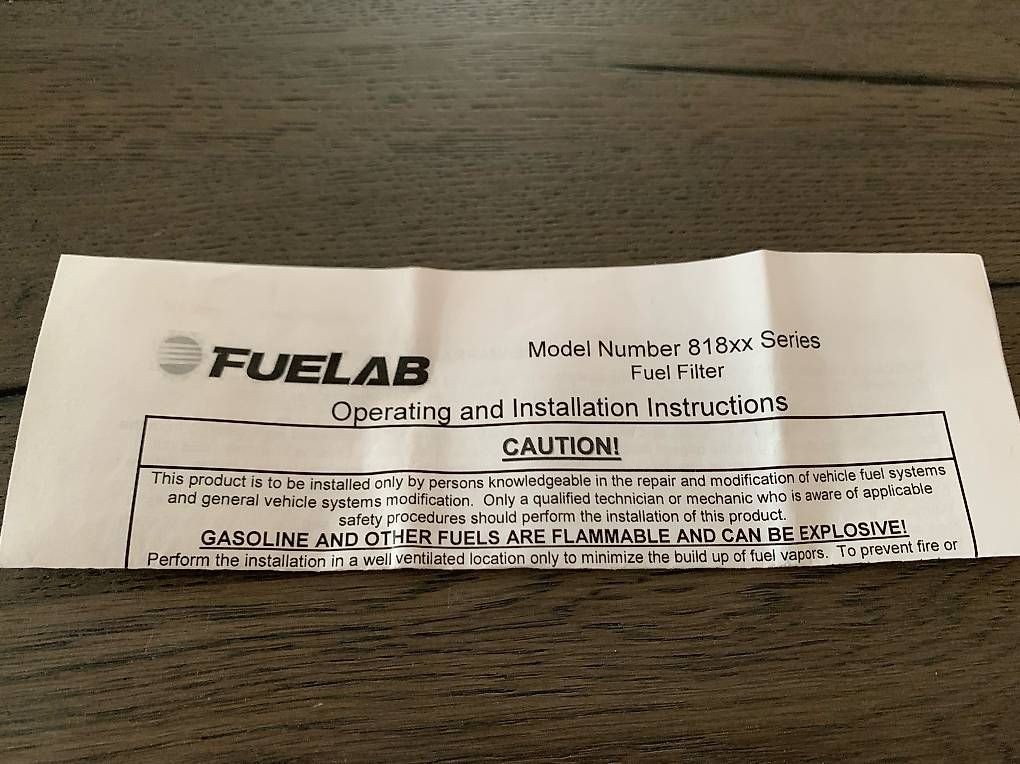 FUELAB
Model Number 818xx Series
Fuel Filter
Operating and Installation Instructions
CAUTION!
This product is to be installed only by persons knowledgeable in the repair and modification of vehicle fuel systems
and general vehicle systems modification. Only a qualified technician or mechanic who is aware of applicable
safety procedures should perform the installation of this product.
GASOLINE AND OTHER FUELS ARE FLAMMABLE AND CAN BE EXPLOSIVE!
Perform the installation in a well ventilated location only to minimize the build up of fuel vapors. To prevent fire or